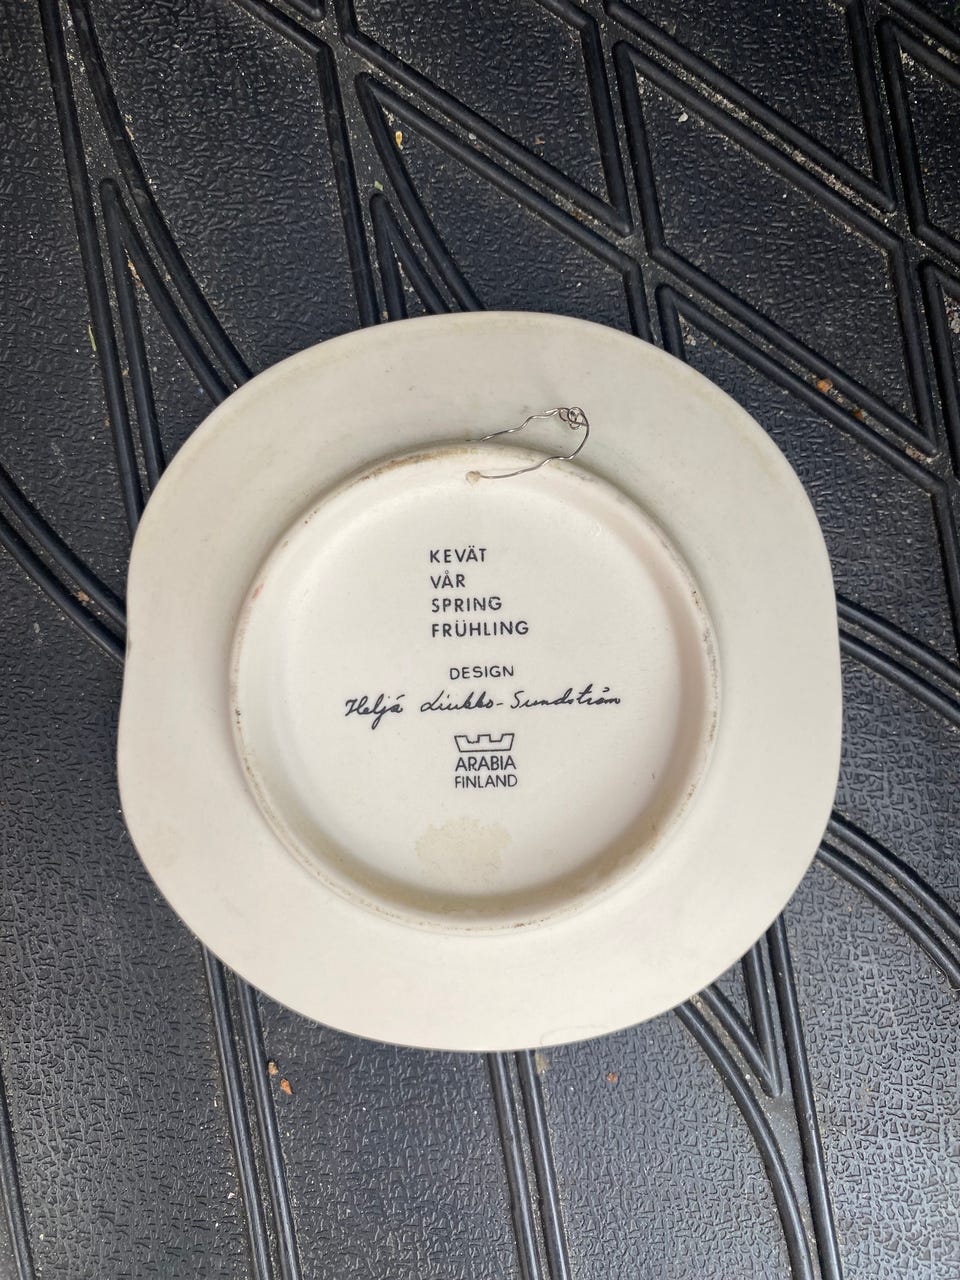 KEVÄT
VÅR
SPRING
FRÜHLING
DESIGN
Heljä Liukko-Sundström
ARABIA
FINLAND